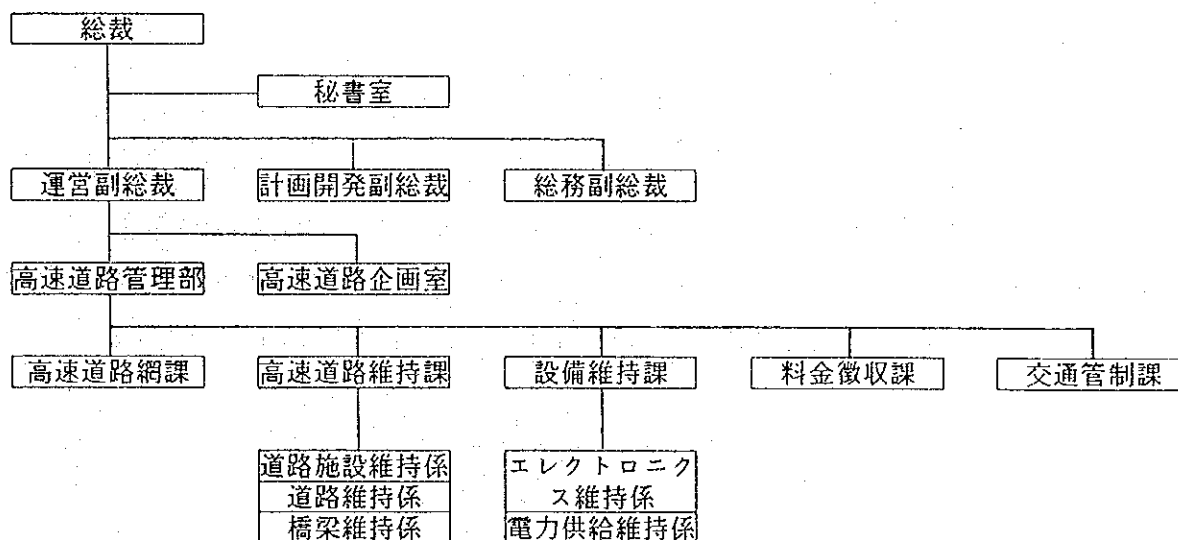 総裁
秘書室
運営副総裁
計画開発副総裁
総務副総裁
高速道路管理部
高速道路企画室
高速道路網課
高速道路維持課
設備維持課
料金徴収課
交通管制課
道路施設維持係
道路維持係
橋梁維持係
エレクトロニク
ス維持係
電力供給維持係